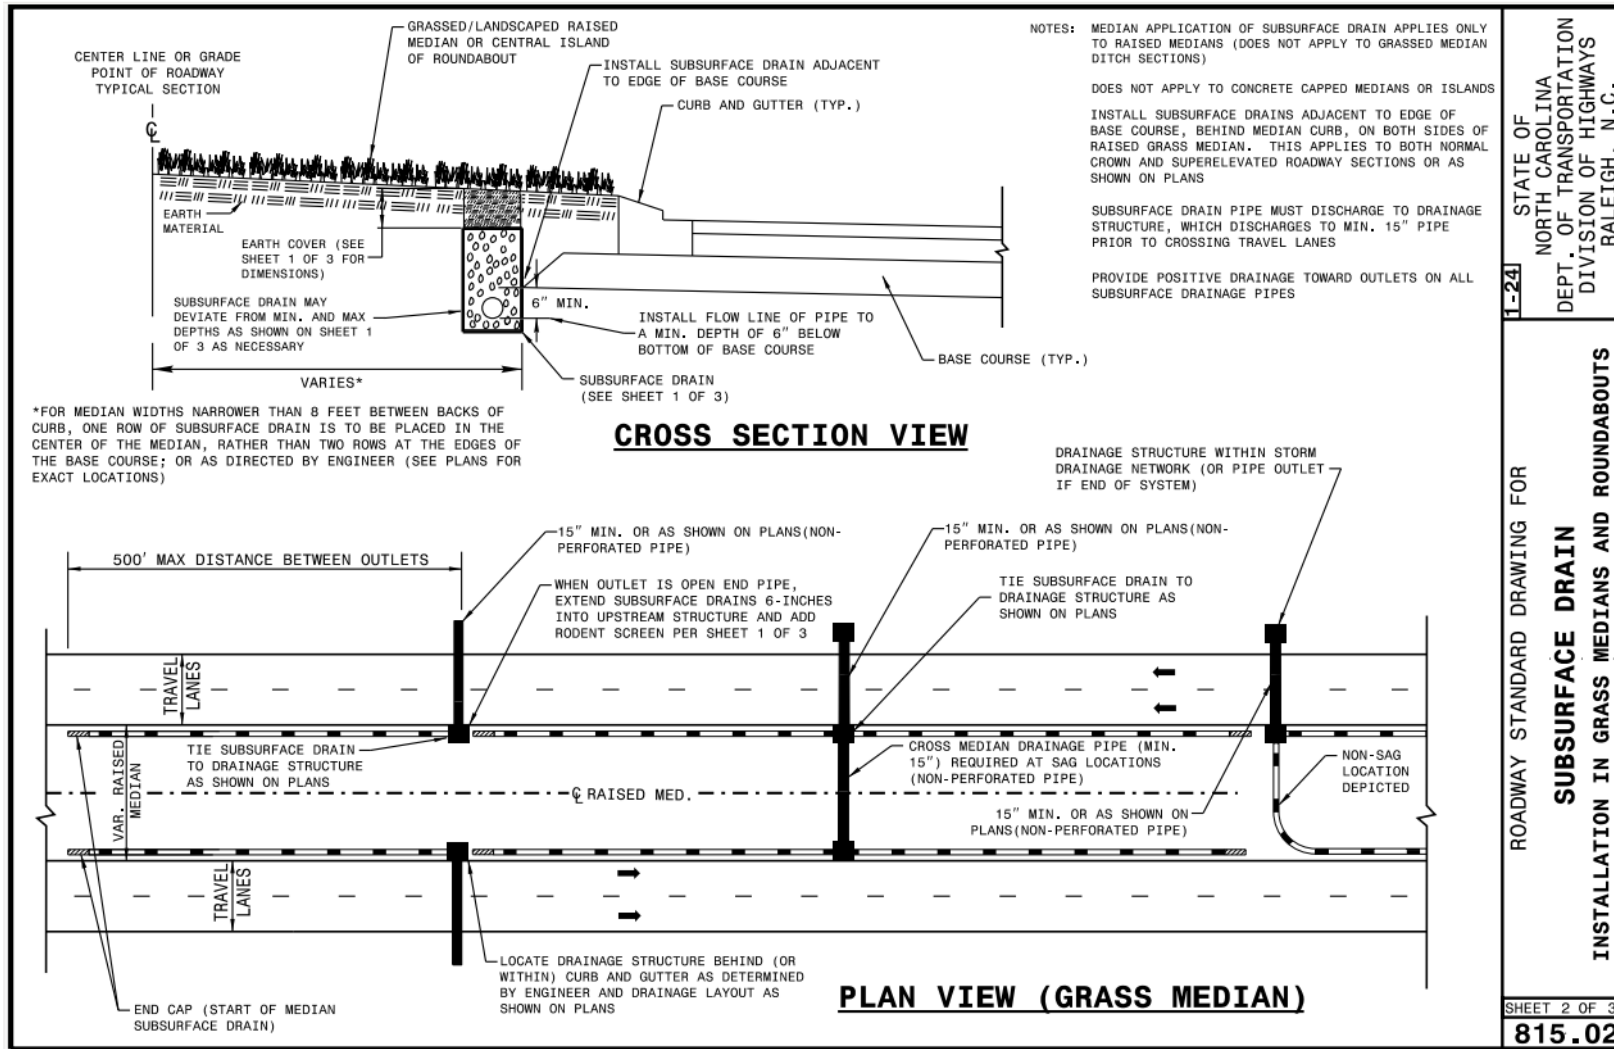 GRASSED/LANDSCAPED RAISED
MEDIAN OR CENTRAL ISLAND
OF ROUNDABOUT
CENTER LINE OR GRADE
POINT OF ROADWAY
TYPICAL SECTION
INSTALL SUBSURFACE DRAIN ADJACENT
TO EDGE OF BASE COURSE
CURB AND GUTTER (TYP.)
℄
EARTH
MATERIAL
EARTH COVER (SEE
SHEET 1 OF 3 FOR
DIMENSIONS)
SUBSURFACE DRAIN MAY
DEVIATE FROM MIN. AND MAX
DEPTHS AS SHOWN ON SHEET 1
OF 3 AS NECESSARY
6" MIN.
INSTALL FLOW LINE OF PIPE TO
A MIN. DEPTH OF 6" BELOW
BOTTOM OF BASE COURSE
BASE COURSE (TYP.)
VARIES*
SUBSURFACE DRAIN
(SEE SHEET 1 OF 3)
*FOR MEDIAN WIDTHS NARROWER THAN 8 FEET BETWEEN BACKS OF
CURB, ONE ROW OF SUBSURFACE DRAIN IS TO BE PLACED IN THE
CENTER OF THE MEDIAN, RATHER THAN TWO ROWS AT THE EDGES OF
THE BASE COURSE; OR AS DIRECTED BY ENGINEER (SEE PLANS FOR
EXACT LOCATIONS)
CROSS SECTION VIEW
NOTES: MEDIAN APPLICATION OF SUBSURFACE DRAIN APPLIES ONLY
TO RAISED MEDIANS (DOES NOT APPLY TO GRASSED MEDIAN
DITCH SECTIONS)
DOES NOT APPLY TO CONCRETE CAPPED MEDIANS OR ISLANDS
INSTALL SUBSURFACE DRAINS ADJACENT TO EDGE OF
BASE COURSE, BEHIND MEDIAN CURB, ON BOTH SIDES OF
RAISED GRASS MEDIAN. THIS APPLIES TO BOTH NORMAL
CROWN AND SUPERELEVATED ROADWAY SECTIONS OR AS
SHOWN ON PLANS
SUBSURFACE DRAIN PIPE MUST DISCHARGE TO DRAINAGE
STRUCTURE, WHICH DISCHARGES TO MIN. 15" PIPE
PRIOR TO CROSSING TRAVEL LANES
PROVIDE POSITIVE DRAINAGE TOWARD OUTLETS ON ALL
SUBSURFACE DRAINAGE PIPES
DRAINAGE STRUCTURE WITHIN STORM
DRAINAGE NETWORK (OR PIPE OUTLET
IF END OF SYSTEM)
500' MAX DISTANCE BETWEEN OUTLETS
15" MIN. OR AS SHOWN ON PLANS(NON-
PERFORATED PIPE)
WHEN OUTLET IS OPEN END PIPE,
EXTEND SUBSURFACE DRAINS 6-INCHES
INTO UPSTREAM STRUCTURE AND ADD
RODENT SCREEN PER SHEET 1 OF 3
15" MIN. OR AS SHOWN ON PLANS(NON-
PERFORATED PIPE)
TIE SUBSURFACE DRAIN TO
DRAINAGE STRUCTURE AS
SHOWN ON PLANS
TRAVEL
LANES
VAR. RAISED
MEDIAN
TIE SUBSURFACE DRAIN
TO DRAINAGE STRUCTURE
AS SHOWN ON PLANS
℄ RAISED MED.
CROSS MEDIAN DRAINAGE PIPE (MIN.
15") REQUIRED AT SAG LOCATIONS
(NON-PERFORATED PIPE)
15" MIN. OR AS SHOWN ON
PLANS(NON-PERFORATED PIPE)
NON-SAG
LOCATION
DEPICTED
TRAVEL
LANES
LOCATE DRAINAGE STRUCTURE BEHIND (OR
WITHIN) CURB AND GUTTER AS DETERMINED
BY ENGINEER AND DRAINAGE LAYOUT AS
SHOWN ON PLANS
END CAP (START OF MEDIAN
SUBSURFACE DRAIN)
PLAN VIEW (GRASS MEDIAN)
1-24
STATE OF
NORTH CAROLINA
DEPT. OF TRANSPORTATION
DIVISION OF HIGHWAYS
RALEIGH, N.C.
ROADWAY STANDARD DRAWING FOR
SUBSURFACE DRAIN
INSTALLATION IN GRASS MEDIANS AND ROUNDABOUTS
SHEET 2 OF 3
815.02